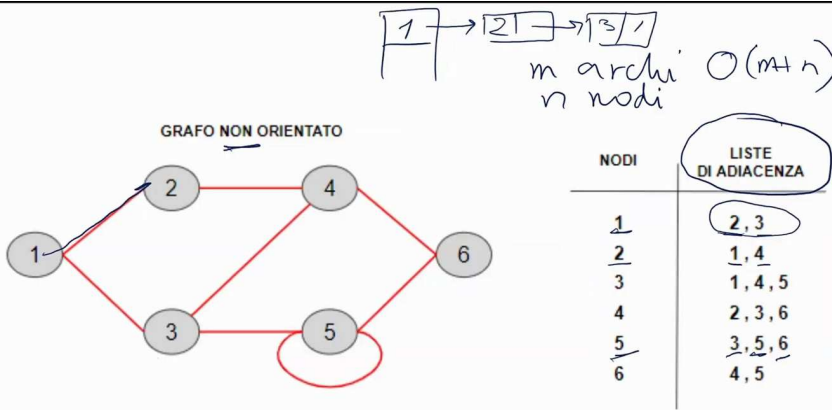 1 → 2 → 3 /
m archi O(m+n)
n nodi
GRAFO NON ORIENTATO
NODI LISTE
DI ADIACENZA
1 2,3
2 1,4
3 1,4,5
4 2,3,6
5 3,5,6
6 4,5
2 4
1 6
3 5